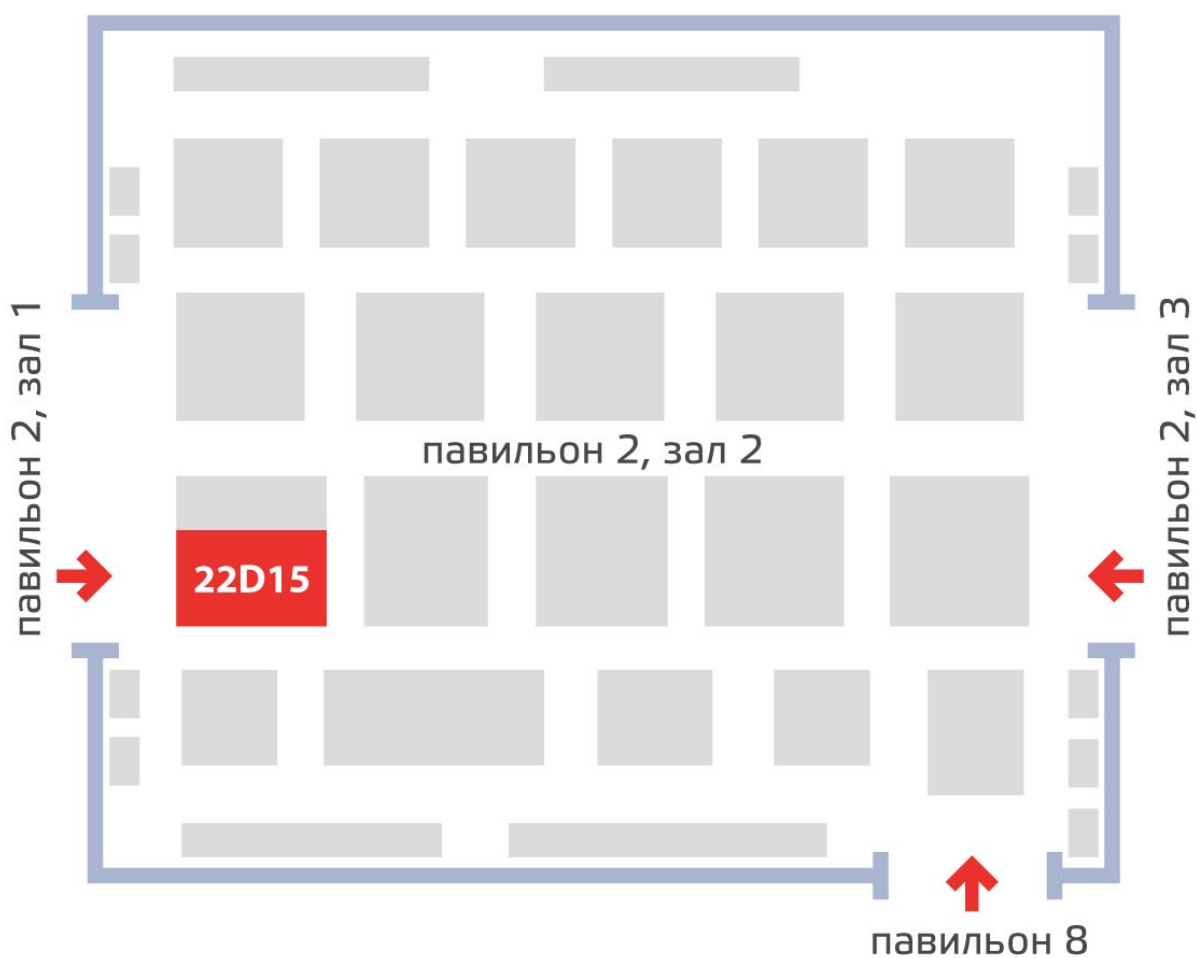 павильон 2, зал 1
павильон 2, зал 3
павильон 2, зал 2
22D15
павильон 8